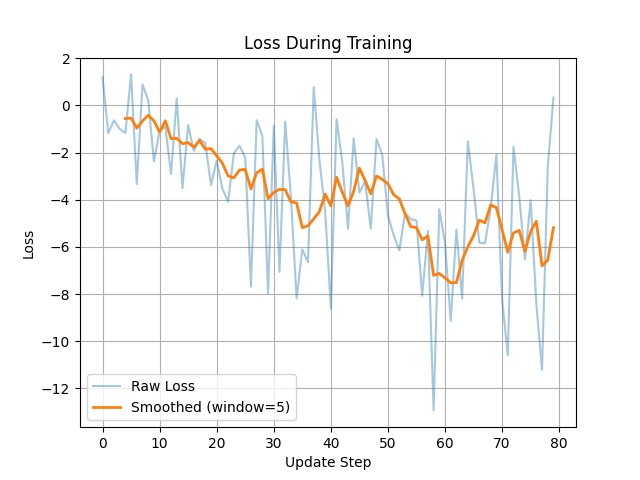 Loss During Training
2
0
−2
−4
−6
−8
−10
−12
Loss
Raw Loss
Smoothed (window=5)
0 10 20 30 40 50 60 70 80
Update Step